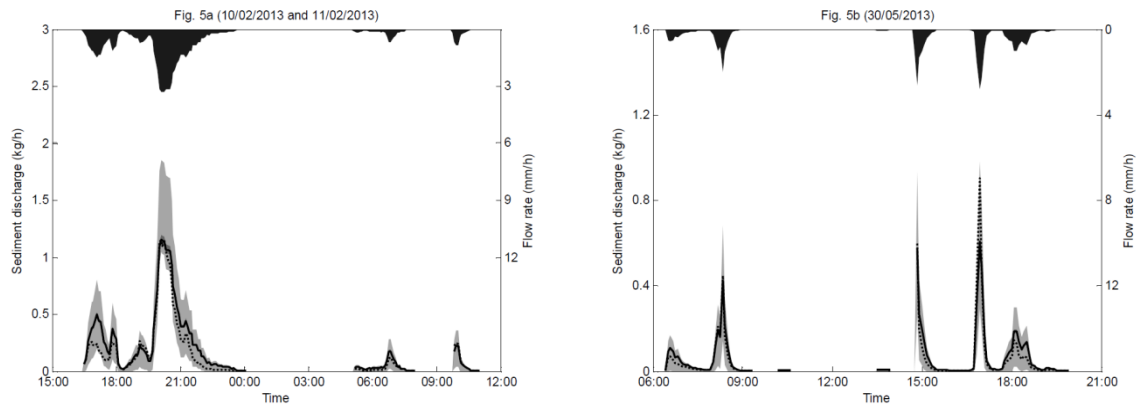 Fig. 5a (10/02/2013 and 11/02/2013)
3
2.5
2
1.5
1
0.5
0
Sediment discharge (kg/h)
3
6
9
12
Flow rate (mm/h)
15:00 18:00 21:00 00:00 03:00 06:00 09:00 12:00
Time
Fig. 5b (30/05/2013)
1.6
1.2
0.8
0.4
0
Sediment discharge (kg/h)
0
4
8
12
Flow rate (mm/h)
06:00 09:00 12:00 15:00 18:00 21:00
Time